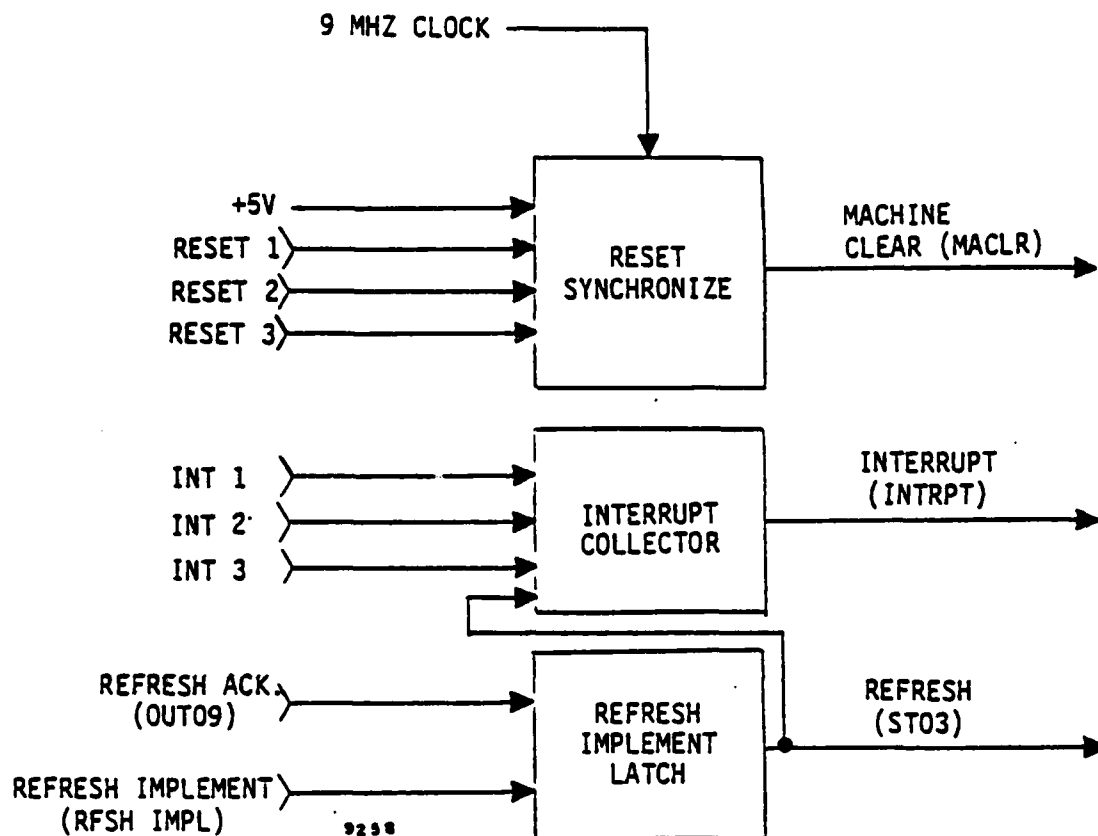 9 MHZ CLOCK
+5V
RESET 1
RESET 2
RESET 3
RESET
SYNCHRONIZE
MACHINE
CLEAR (MACLR)
INT 1
INT 2
INT 3
INTERRUPT
COLLECTOR
INTERRUPT
(INTRPT)
REFRESH ACK.
(OUT09)
REFRESH IMPLEMENT
(RFSH IMPL)
REFRESH
IMPLEMENT
LATCH
REFRESH
(ST03)
9258